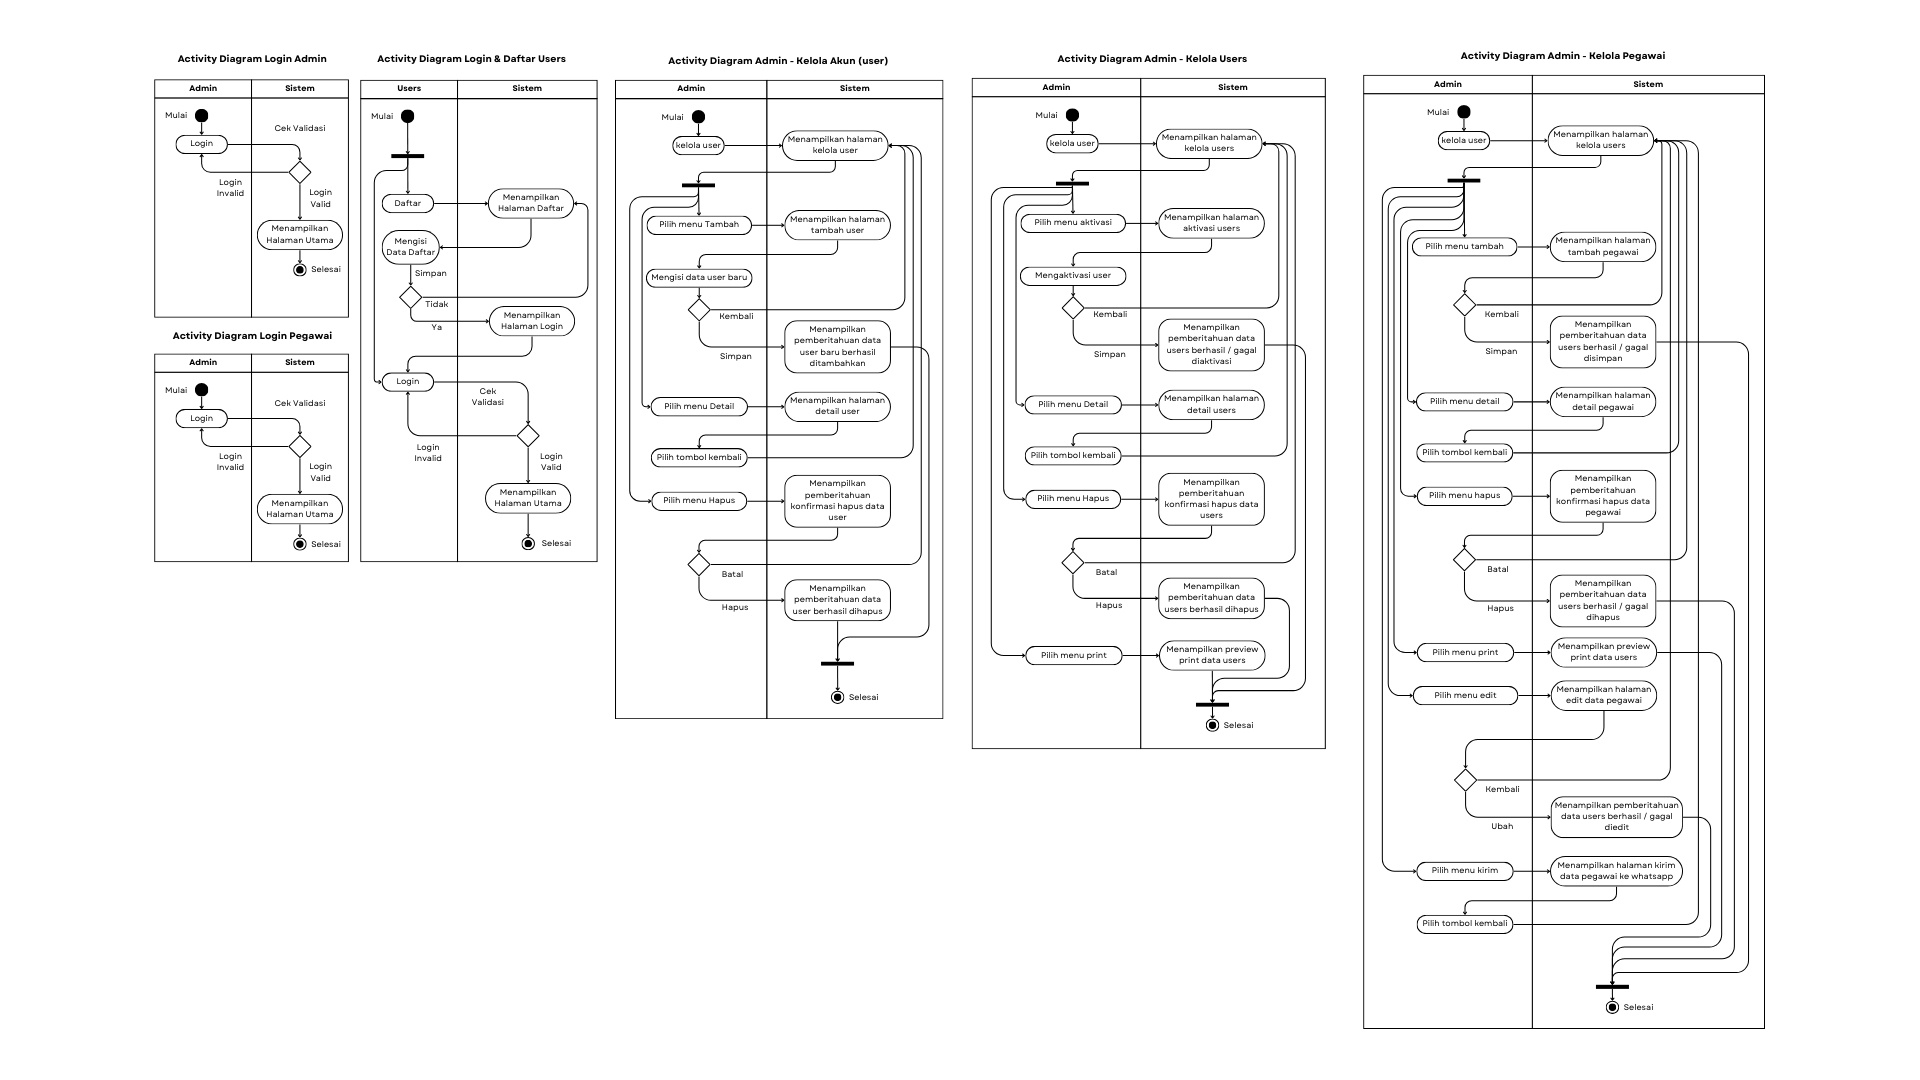 Activity Diagram Login Admin
Admin
Sistem
Mulai
Cek Validasi
Login
Login
Invalid
Login
Valid
Menampilkan
Halaman Utama
Selesai
Activity Diagram Login Pegawai
Admin
Sistem
Mulai
Cek Validasi
Login
Login
Invalid
Login
Valid
Menampilkan
Halaman Utama
Selesai
Activity Diagram Login & Daftar Users
Users
Sistem
Mulai
Daftar
Menampilkan
Halaman Daftar
Mengisi
Data Daftar
Simpan
Tidak
Ya
Menampilkan
Halaman Login
Login
Cek
Validasi
Login
Invalid
Login
Valid
Menampilkan
Halaman Utama
Selesai
Activity Diagram Admin - Kelola Akun (user)
Admin
Sistem
Mulai
kelola user
Menampilkan halaman
kelola user
Pilih menu Tambah
Menampilkan halaman
tambah user
Mengisi data user baru
Kembali
Simpan
Menampilkan
pemberitahuan data
user baru berhasil
ditambahkan
Pilih menu Detail
Menampilkan halaman
detail user
Pilih tombol kembali
Pilih menu Hapus
Menampilkan
pemberitahuan
konfirmasi hapus data
user
Batal
Hapus
Menampilkan
pemberitahuan data
user berhasil dihapus
Selesai
Activity Diagram Admin - Kelola Users
Admin
Sistem
Mulai
kelola user
Menampilkan halaman
kelola users
Pilih menu aktivasi
Menampilkan halaman
aktivasi users
Mengaktivasi user
Kembali
Simpan
Menampilkan
pemberitahuan data
users berhasil / gagal
diaktivasi
Pilih menu Detail
Menampilkan halaman
detail users
Pilih tombol kembali
Pilih menu Hapus
Menampilkan
pemberitahuan
konfirmasi hapus data
users
Batal
Hapus
Menampilkan
pemberitahuan data
users berhasil dihapus
Pilih menu print
Menampilkan preview
print data users
Selesai
Activity Diagram Admin - Kelola Pegawai
Admin
Sistem
Mulai
kelola user
Menampilkan halaman
kelola users
Pilih menu tambah
Menampilkan halaman
tambah pegawai
Kembali
Simpan
Menampilkan
pemberitahuan data
users berhasil / gagal
disimpan
Pilih menu detail
Menampilkan halaman
detail pegawai
Pilih tombol kembali
Pilih menu hapus
Menampilkan
pemberitahuan
konfirmasi hapus data
pegawai
Batal
Hapus
Menampilkan
pemberitahuan data
users berhasil / gagal
dihapus
Pilih menu print
Menampilkan preview
print data users
Pilih menu edit
Menampilkan halaman
edit data pegawai
Kembali
Ubah
Menampilkan pemberitahuan
data users berhasil / gagal
diedit
Pilih menu kirim
Menampilkan halaman kirim
data pegawai ke whatsapp
Pilih tombol kembali
Selesai